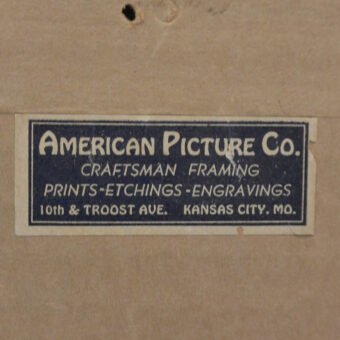 AMERICAN PICTURE CO.
CRAFTSMAN FRAMING
PRINTS-ETCHINGS-ENGRAVINGS
10th & TROOST AVE. KANSAS CITY, MO.